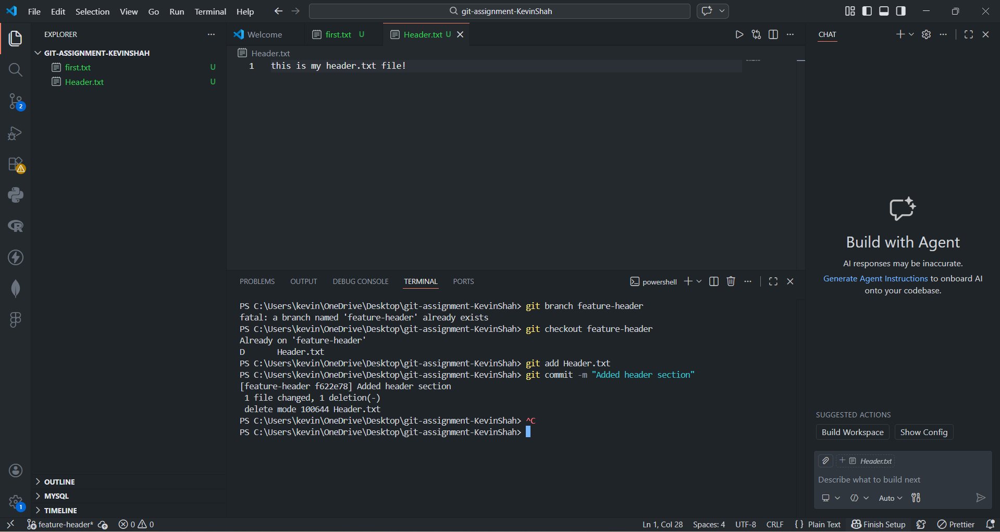 File Edit Selection View Go Run Terminal Help
git-assignment-KevinShah
EXPLORER
GIT-ASSIGNMENT-KEVINSHAH
first.txt U
Header.txt U
2
Welcome
first.txt U
Header.txt U
Header.txt
1 this is my header.txt file!
PROBLEMS OUTPUT DEBUG CONSOLE TERMINAL PORTS
powershell
PS C:\Users\kevin\OneDrive\Desktop\git-assignment-KevinShah> git branch feature-header
fatal: a branch named 'feature-header' already exists
PS C:\Users\kevin\OneDrive\Desktop\git-assignment-KevinShah> git checkout feature-header
Already on 'feature-header'
D Header.txt
PS C:\Users\kevin\OneDrive\Desktop\git-assignment-KevinShah> git add Header.txt
PS C:\Users\kevin\OneDrive\Desktop\git-assignment-KevinShah> git commit -m "Added header section"
[feature-header f622e78] Added header section
1 file changed, 1 deletion(-)
delete mode 100644 Header.txt
PS C:\Users\kevin\OneDrive\Desktop\git-assignment-KevinShah> ^C
PS C:\Users\kevin\OneDrive\Desktop\git-assignment-KevinShah>
CHAT
Build with Agent
AI responses may be inaccurate.
Generate Agent Instructions to onboard AI
onto your codebase.
SUGGESTED ACTIONS
Build Workspace Show Config
Header.txt
Describe what to build next
Auto
OUTLINE
MYSQL
TIMELINE
1
feature-header* 0 0
Ln 1, Col 28 Spaces: 4 UTF-8 CRLF {} Plain Text Finish Setup Prettier